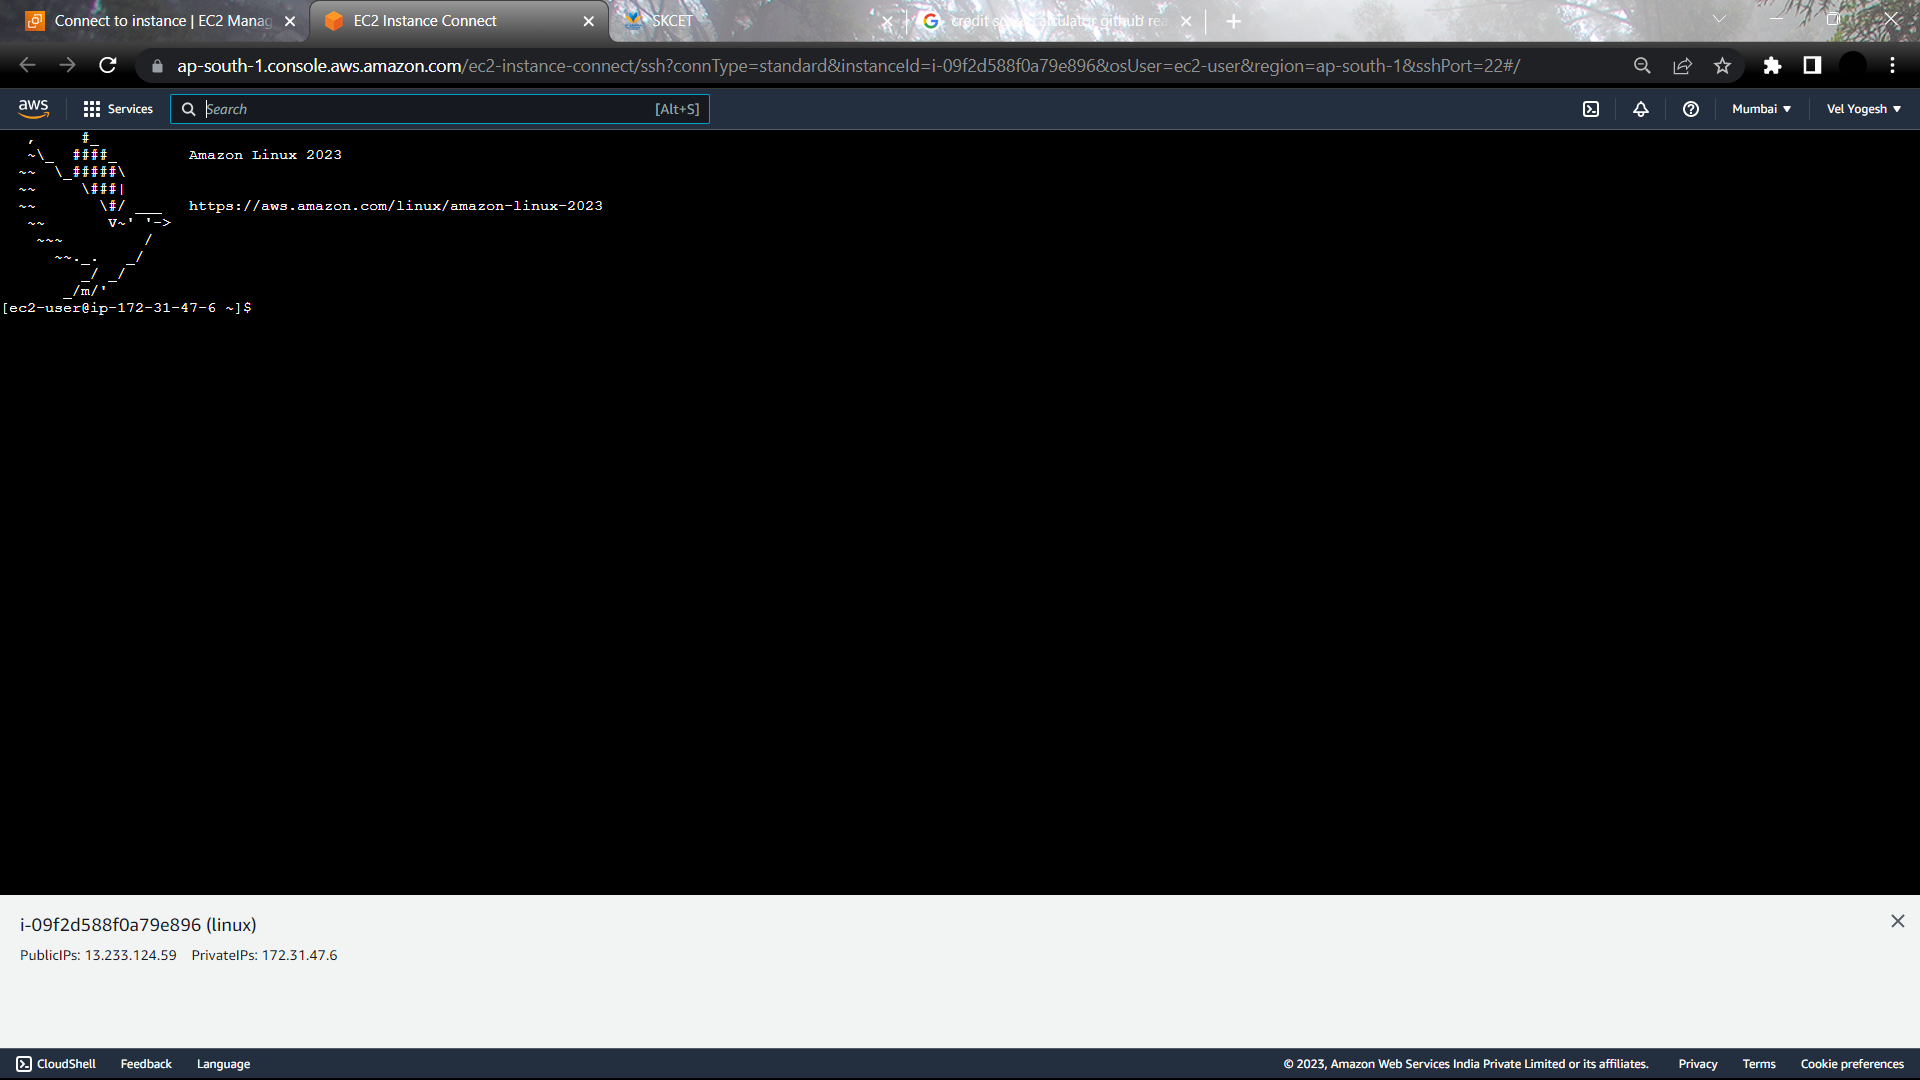 Connect to instance | EC2 Manag
EC2 Instance Connect
SKCET
credit score calculator github rea
ap-south-1.console.aws.amazon.com/ec2-instance-connect/ssh?connType=standard&instanceId=i-09f2d588f0a79e896&osUser=ec2-user&region=ap-south-1&sshPort=22#/
aws
Services
Search
[Alt+S]
Mumbai ▼
Vel Yogesh ▼
   ,     #_
   ~\_  ####_        Amazon Linux 2023
  ~~  \_#####\
  ~~     \###|
  ~~       \#/ ___   https://aws.amazon.com/linux/amazon-linux-2023
   ~~       V~' '->
    ~~~         /
      ~~._.   _/
         _/ _/
       _/m/'
[ec2-user@ip-172-31-47-6 ~]$
i-09f2d588f0a79e896 (linux)
PublicIPs: 13.233.124.59 PrivateIPs: 172.31.47.6
CloudShell
Feedback
Language
© 2023, Amazon Web Services India Private Limited or its affiliates.
Privacy
Terms
Cookie preferences